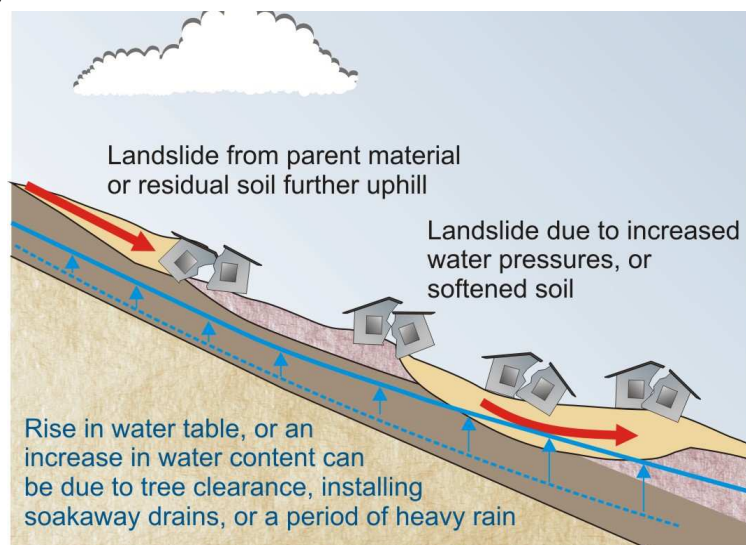 Landslide from parent material
or residual soil further uphill
Landslide due to increased
water pressures, or
softened soil
Rise in water table, or an
increase in water content can
be due to tree clearance, installing
soakaway drains, or a period of heavy rain